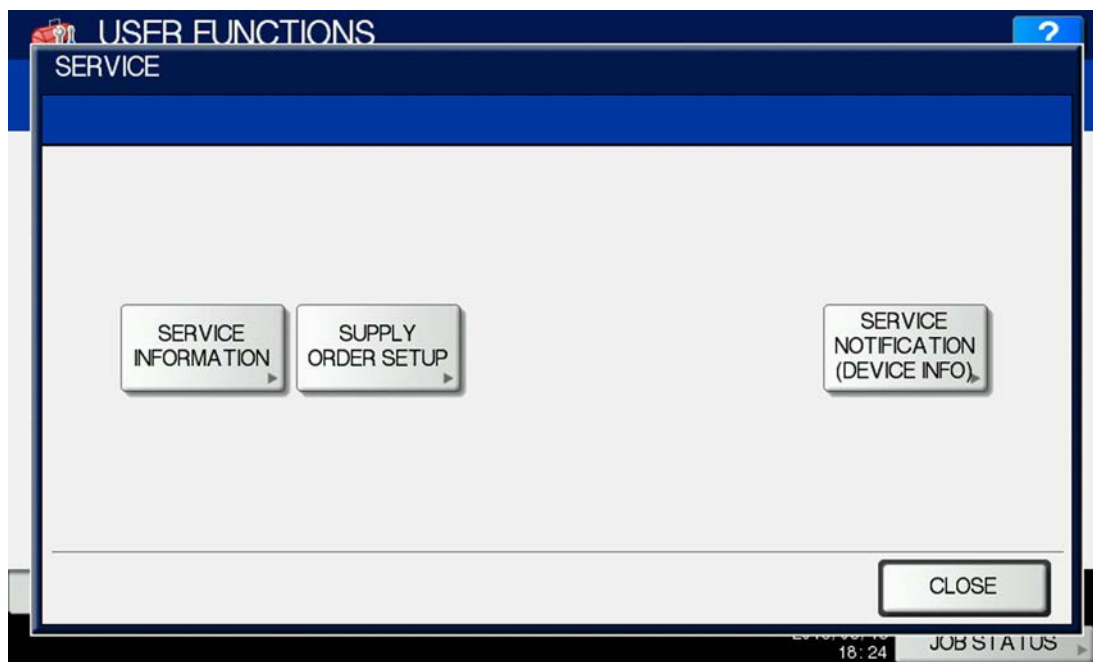 USER FUNCTIONS
?
SERVICE
SERVICE
INFORMATION
SUPPLY
ORDER SETUP
SERVICE
NOTIFICATION
(DEVICE INFO)
CLOSE
18:24
JOB STATUS